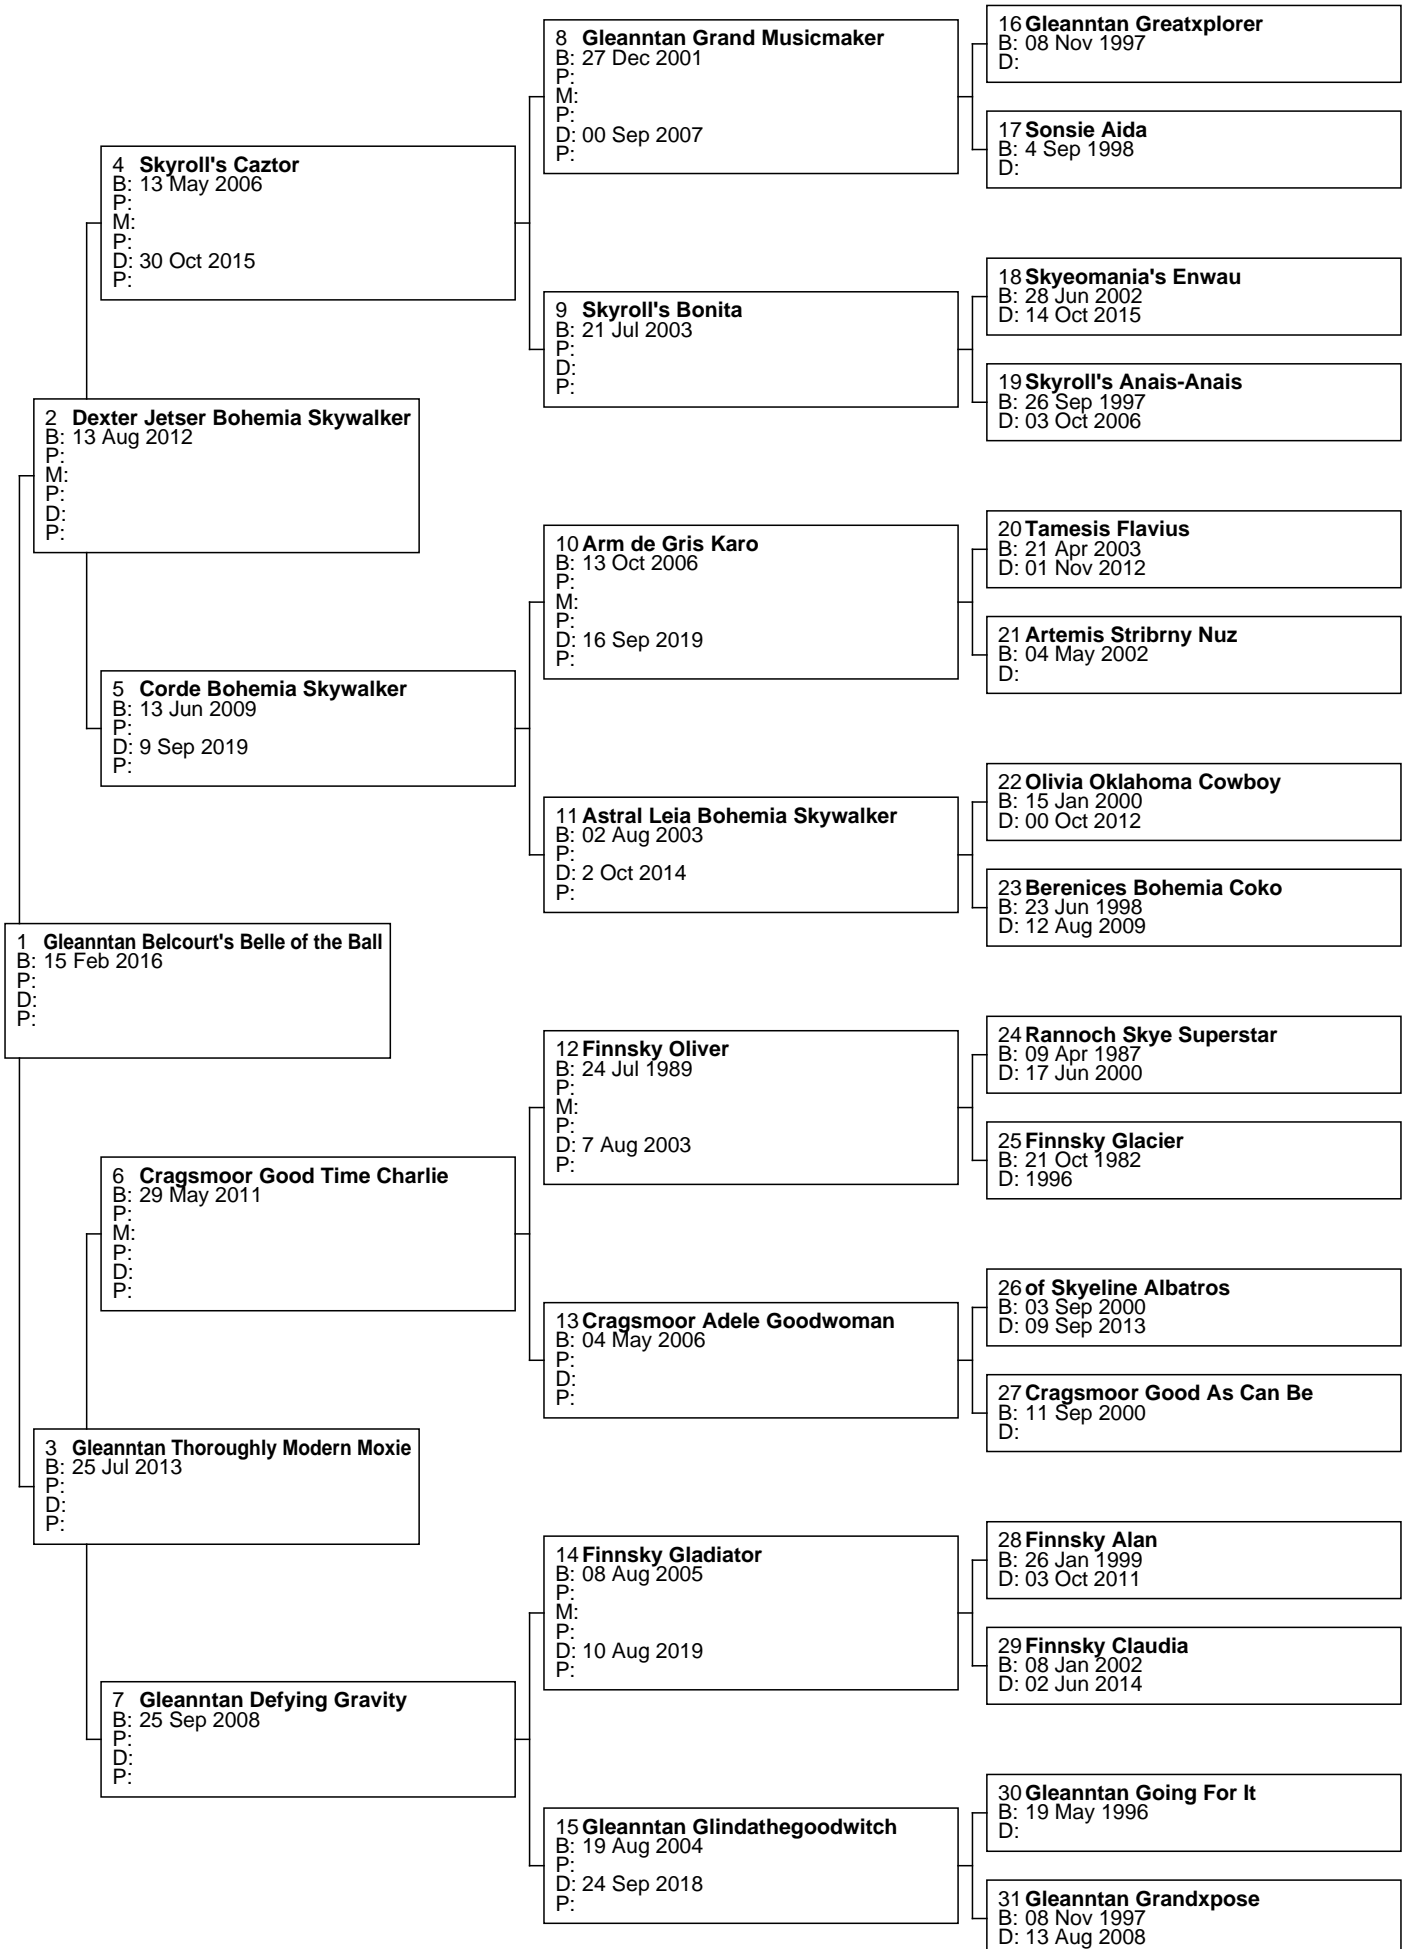 8 Gleanntan Grand Musicmaker
B: 27 Dec 2001
P:
M:
P:
D: 00 Sep 2007
P:
16 Gleanntan Greatxplorer
B: 08 Nov 1997
D:
17 Sonsie Aida
B: 4 Sep 1998
D:
4 Skyroll's Caztor
B: 13 May 2006
P:
M:
P:
D: 30 Oct 2015
P:
9 Skyroll's Bonita
B: 21 Jul 2003
P:
D:
P:
18 Skyeomania's Enwau
B: 28 Jun 2002
D: 14 Oct 2015
19 Skyroll's Anais-Anais
B: 26 Sep 1997
D: 03 Oct 2006
2 Dexter Jetser Bohemia Skywalker
B: 13 Aug 2012
P:
M:
P:
D:
P:
10 Arm de Gris Karo
B: 13 Oct 2006
P:
M:
P:
D: 16 Sep 2019
P:
20 Tamesis Flavius
B: 21 Apr 2003
D: 01 Nov 2012
21 Artemis Stribrny Nuz
B: 04 May 2002
D:
5 Corde Bohemia Skywalker
B: 13 Jun 2009
P:
D: 9 Sep 2019
P:
11 Astral Leia Bohemia Skywalker
B: 02 Aug 2003
P:
D: 2 Oct 2014
P:
22 Olivia Oklahoma Cowboy
B: 15 Jan 2000
D: 00 Oct 2012
23 Berenices Bohemia Coko
B: 23 Jun 1998
D: 12 Aug 2009
1 Gleanntan Belcourt's Belle of the Ball
B: 15 Feb 2016
P:
D:
P:
12 Finnsky Oliver
B: 24 Jul 1989
P:
M:
P:
D: 7 Aug 2003
P:
24 Rannoch Skye Superstar
B: 09 Apr 1987
D: 17 Jun 2000
25 Finnsky Glacier
B: 21 Oct 1982
D: 1996
6 Cragsmoor Good Time Charlie
B: 29 May 2011
P:
M:
P:
D:
P:
13 Cragsmoor Adele Goodwoman
B: 04 May 2006
P:
D:
P:
26 of Skyeline Albatros
B: 03 Sep 2000
D: 09 Sep 2013
27 Cragsmoor Good As Can Be
B: 11 Sep 2000
D:
3 Gleanntan Thoroughly Modern Moxie
B: 25 Jul 2013
P:
D:
P:
14 Finnsky Gladiator
B: 08 Aug 2005
P:
M:
P:
D: 10 Aug 2019
P:
28 Finnsky Alan
B: 26 Jan 1999
D: 03 Oct 2011
29 Finnsky Claudia
B: 08 Jan 2002
D: 02 Jun 2014
7 Gleanntan Defying Gravity
B: 25 Sep 2008
P:
D:
P:
15 Gleanntan Glindathegoodwitch
B: 19 Aug 2004
P:
D: 24 Sep 2018
P:
30 Gleanntan Going For It
B: 19 May 1996
D:
31 Gleanntan Grandxpose
B: 08 Nov 1997
D: 13 Aug 2008